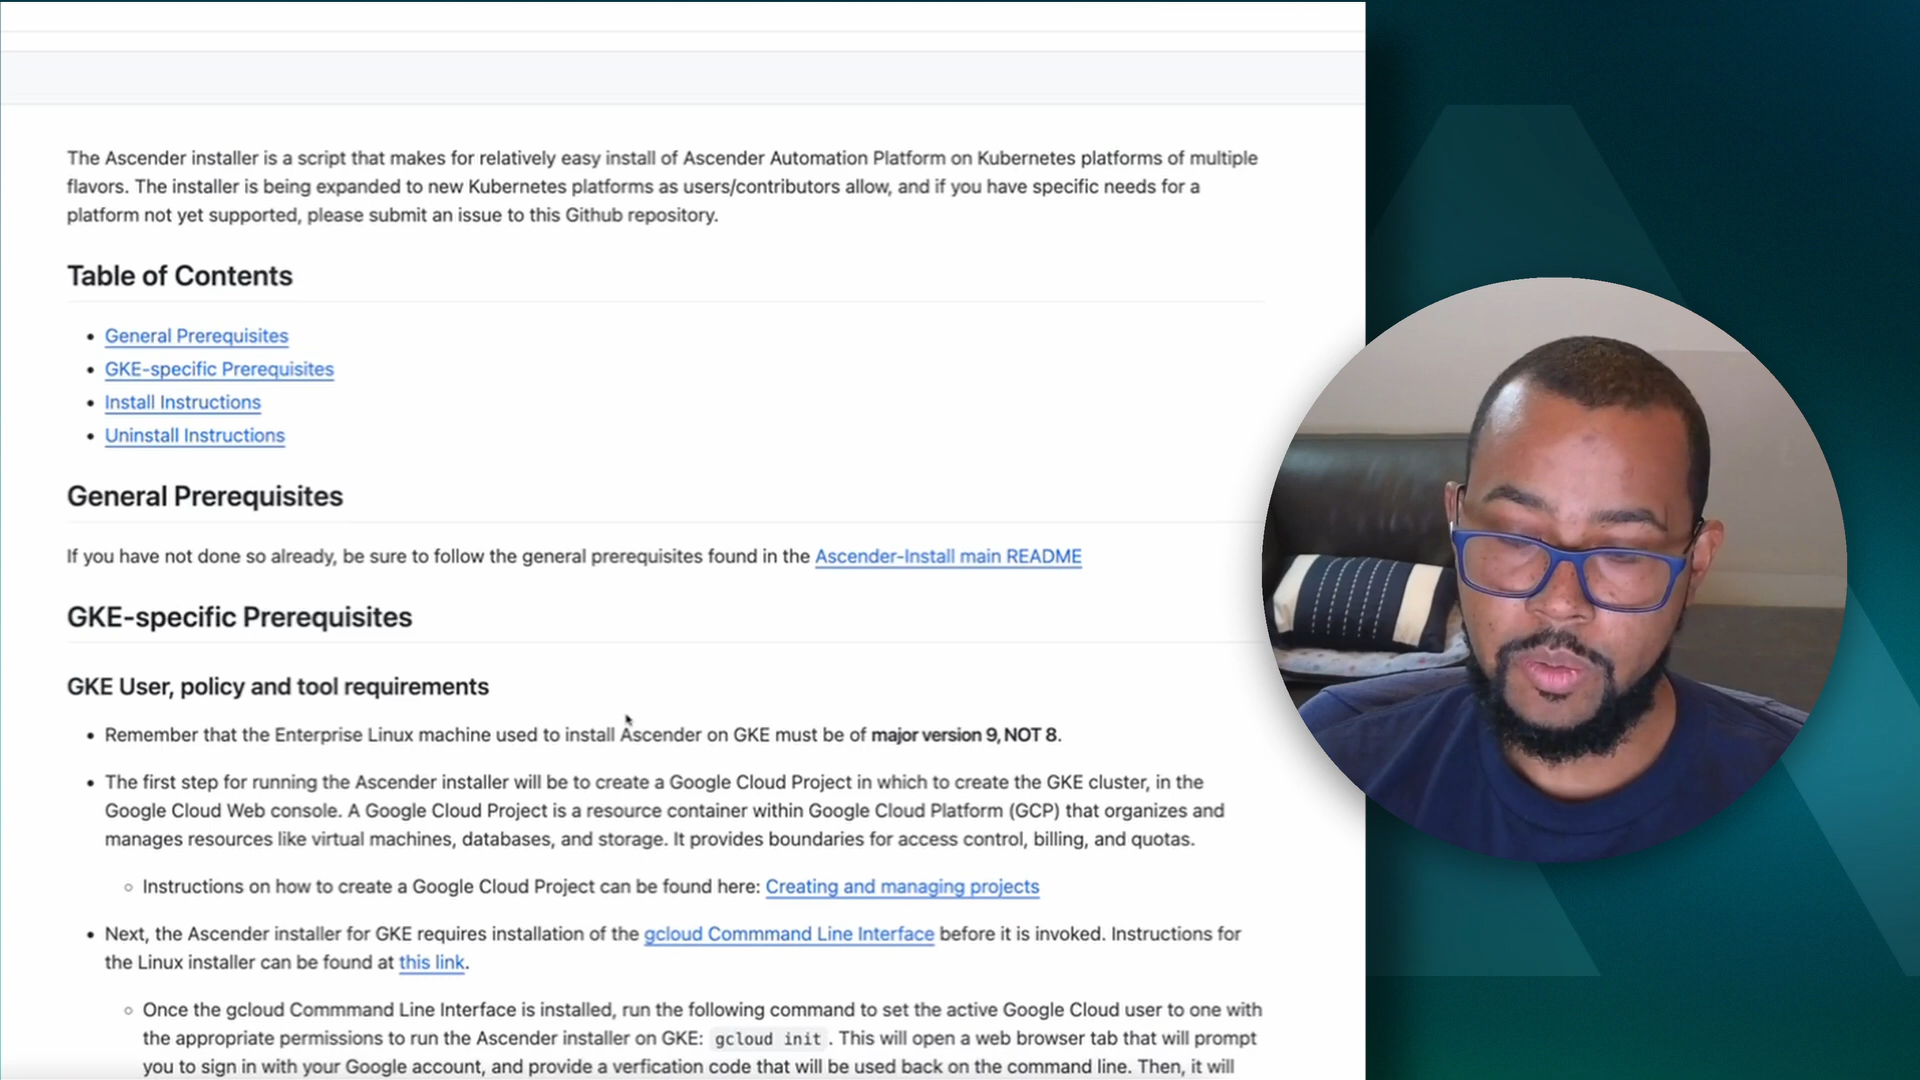 The Ascender installer is a script that makes for relatively easy install of Ascender Automation Platform on Kubernetes platforms of multiple
flavors. The installer is being expanded to new Kubernetes platforms as users/contributors allow, and if you have specific needs for a
platform not yet supported, please submit an issue to this Github repository.
Table of Contents
• General Prerequisites
• GKE-specific Prerequisites
• Install Instructions
• Uninstall Instructions
General Prerequisites
If you have not done so already, be sure to follow the general prerequisites found in the Ascender-Install main README
GKE-specific Prerequisites
GKE User, policy and tool requirements
• Remember that the Enterprise Linux machine used to install Ascender on GKE must be of major version 9, NOT 8.
• The first step for running the Ascender installer will be to create a Google Cloud Project in which to create the GKE cluster, in the
Google Cloud Web console. A Google Cloud Project is a resource container within Google Cloud Platform (GCP) that organizes and
manages resources like virtual machines, databases, and storage. It provides boundaries for access control, billing, and quotas.
◦ Instructions on how to create a Google Cloud Project can be found here: Creating and managing projects
• Next, the Ascender installer for GKE requires installation of the gcloud Commmand Line Interface before it is invoked. Instructions for
the Linux installer can be found at this link.
◦ Once the gcloud Commmand Line Interface is installed, run the following command to set the active Google Cloud user to one with
the appropriate permissions to run the Ascender installer on GKE: gcloud init . This will open a web browser tab that will prompt
you to sign in with your Google account, and provide a verfication code that will be used back on the command line. Then, it will